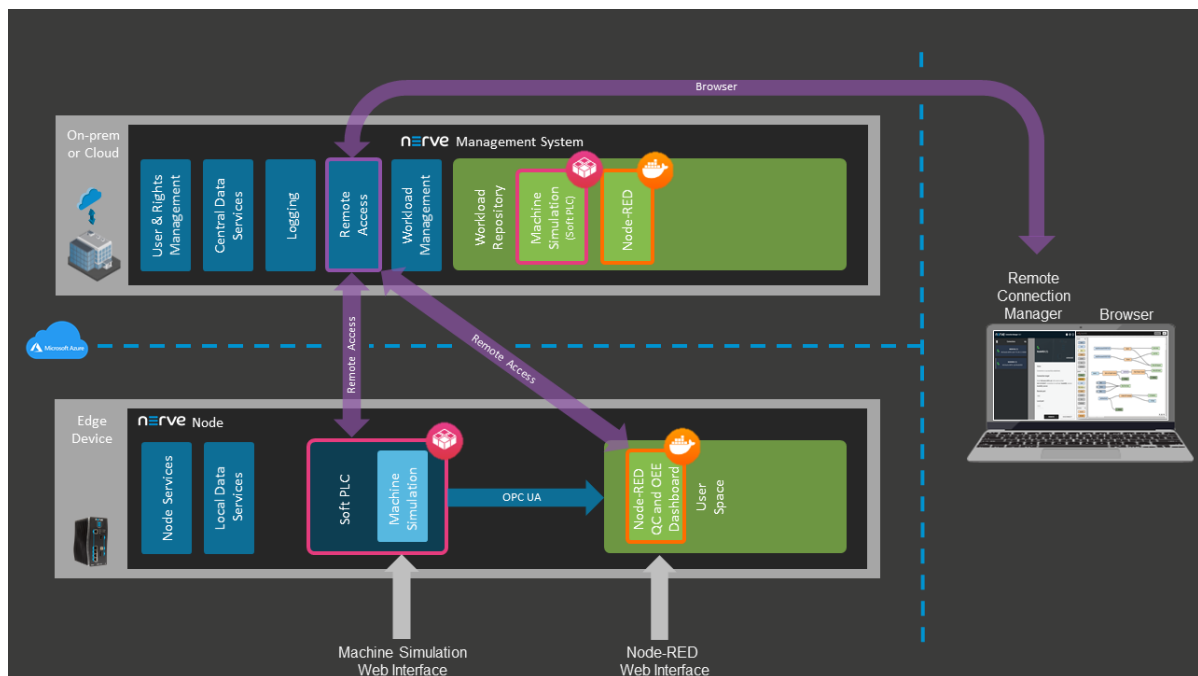 Browser
On-prem
or Cloud
nerve Management System
User & Rights
Management
Central Data
Services
Logging
Remote
Access
Workload
Management
Workload
Repository
Machine
Simulation
(Soft PLC)
Node-RED
Remote
Connection
Manager
Browser
Microsoft Azure
Remote Access
Remote Access
Edge
Device
nerve Node
Node Services
Local Data
Services
Soft PLC
Machine
Simulation
OPC UA
Node-RED
QC and OEE
Dashboard
User
Space
Machine Simulation
Web Interface
Node-RED
Web Interface